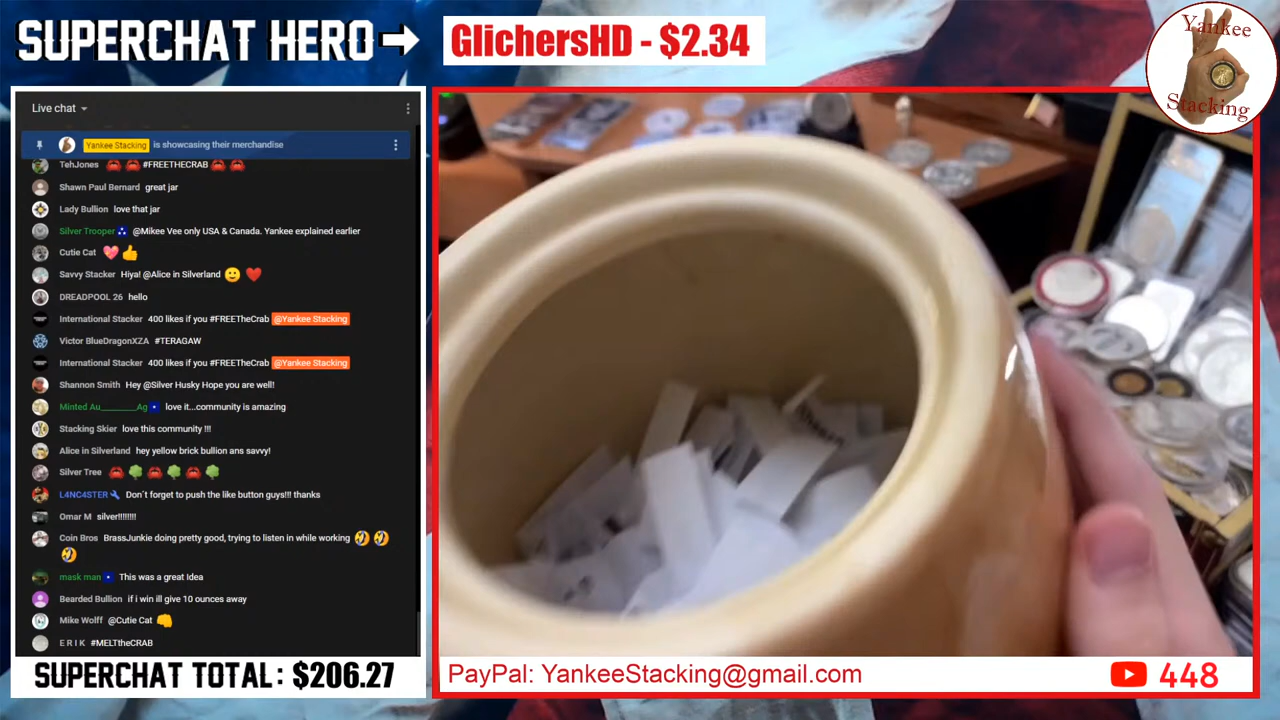 SUPERCHAT HERO
GlichersHD - $2.34
Yankee
Stacking
Live chat
Yankee Stacking is showcasing their merchandise
TehJones #FREETHECRAB
Shawn Paul Bernard great jar
Lady Bullion love that jar
Silver Trooper @Mikee Vee only USA & Canada. Yankee explained earlier
Cutie Cat
Savvy Stacker Hiya! @Alice in Silverland
DREADPOOL 26 hello
International Stacker 400 likes if you #FREETheCrab @Yankee Stacking
Victor BlueDragonXZA #TERAGAW
International Stacker 400 likes if you #FREETheCrab @Yankee Stacking
Shannon Smith Hey @Silver Husky Hope you are well!
Minted Au________Ag love it...community is amazing
Stacking Skier love this community !!!
Alice in Silverland hey yellow brick bullion ans savvy!
Silver Tree
L4NC4STER Don´t forget to push the like button guys!!! thanks
Omar M silver!!!!!!!!
Coin Bros BrassJunkie doing pretty good, trying to listen in while working
mask man This was a great Idea
Bearded Bullion if i win ill give 10 ounces away
Mike Wolff @Cutie Cat
E R I K #MELTtheCRAB
SUPERCHAT TOTAL: $206.27
PayPal: YankeeStacking@gmail.com
448